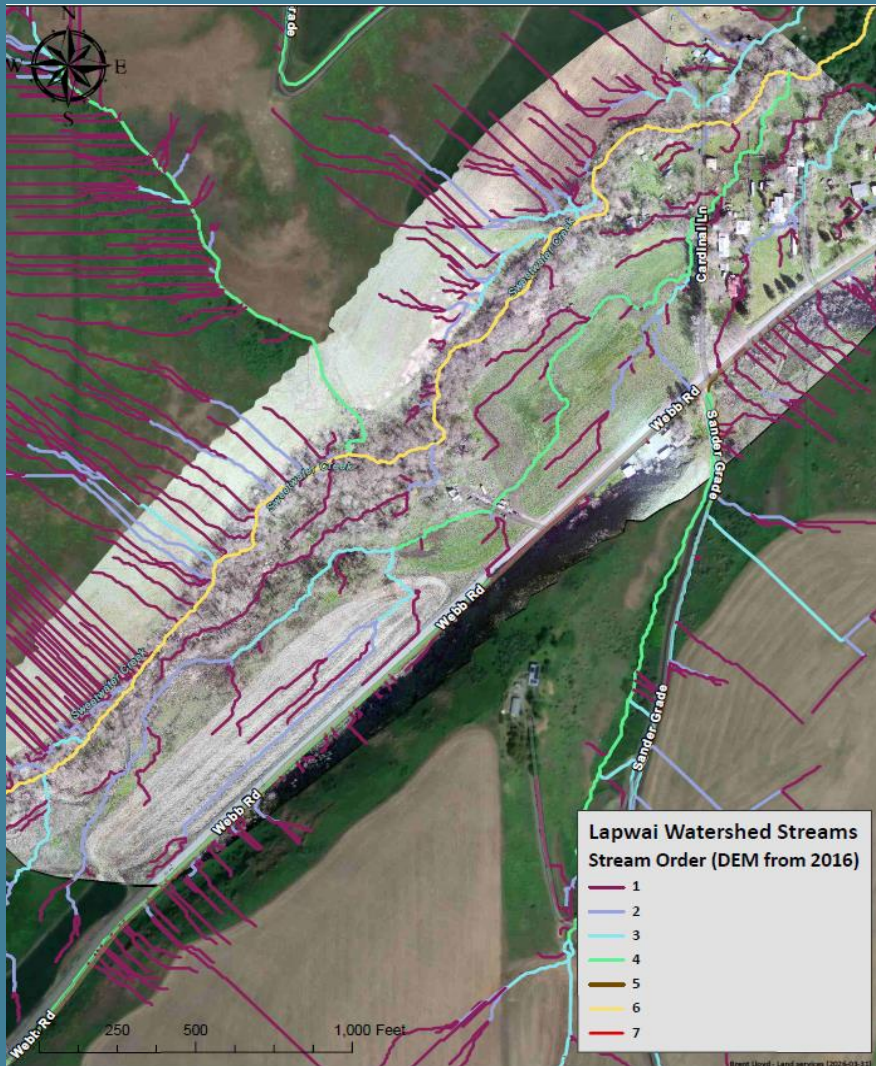 N
W
E
S
Grade
Sweetwater Creek
Cardinal Ln
Webb Rd
Sander Grade
Sweetwater Creek
Webb Rd
Sweetwater Creek
Sander Grade
Webb Rd
Webb Rd
250 500 1,000 Feet
Lapwai Watershed Streams
Stream Order (DEM from 2016)
1
2
3
4
5
6
7